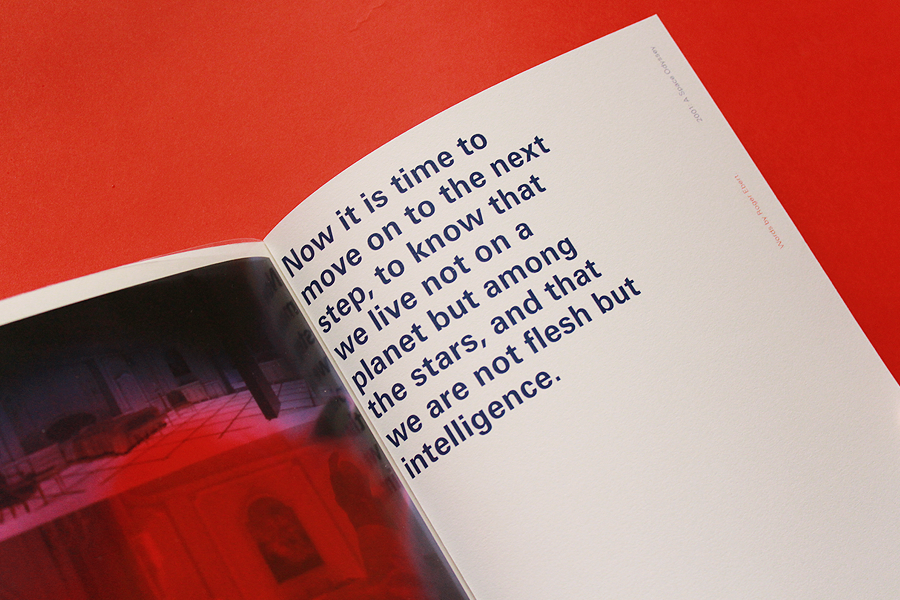 Now it is time to
move on to the next
step, to know that
we live not on a
planet but among
the stars, and that
we are not flesh but
intelligence.
2001: A Space Odyssey
Words by Roger Ebert